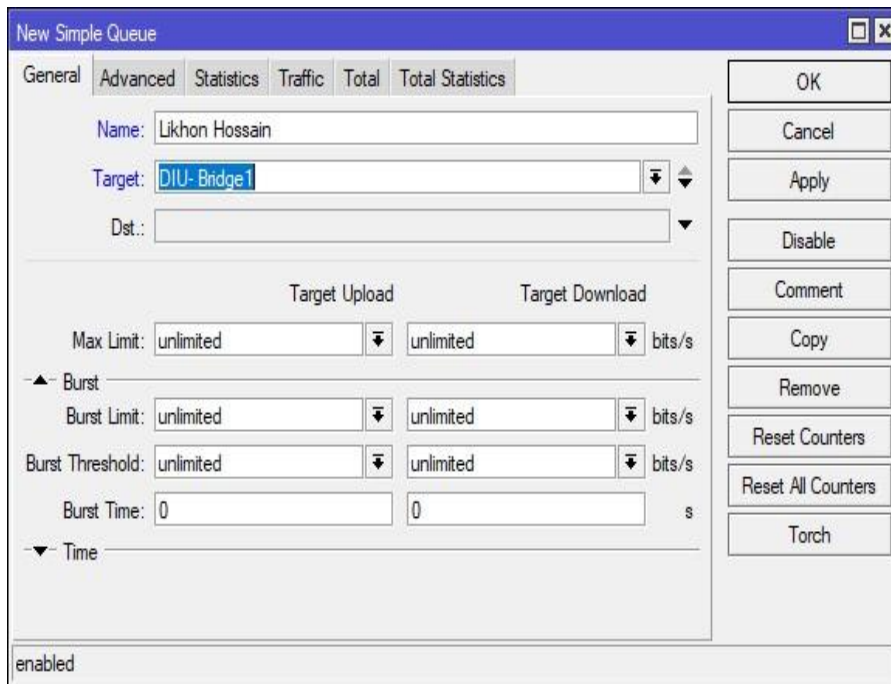 New Simple Queue
General Advanced Statistics Traffic Total Total Statistics
Name: Likhon Hossain
Target: DIU- Bridge1
Dst.:
Target Upload Target Download
Max Limit: unlimited unlimited bits/s
Burst
Burst Limit: unlimited unlimited bits/s
Burst Threshold: unlimited unlimited bits/s
Burst Time: 0 0 s
Time
enabled
OK
Cancel
Apply
Disable
Comment
Copy
Remove
Reset Counters
Reset All Counters
Torch